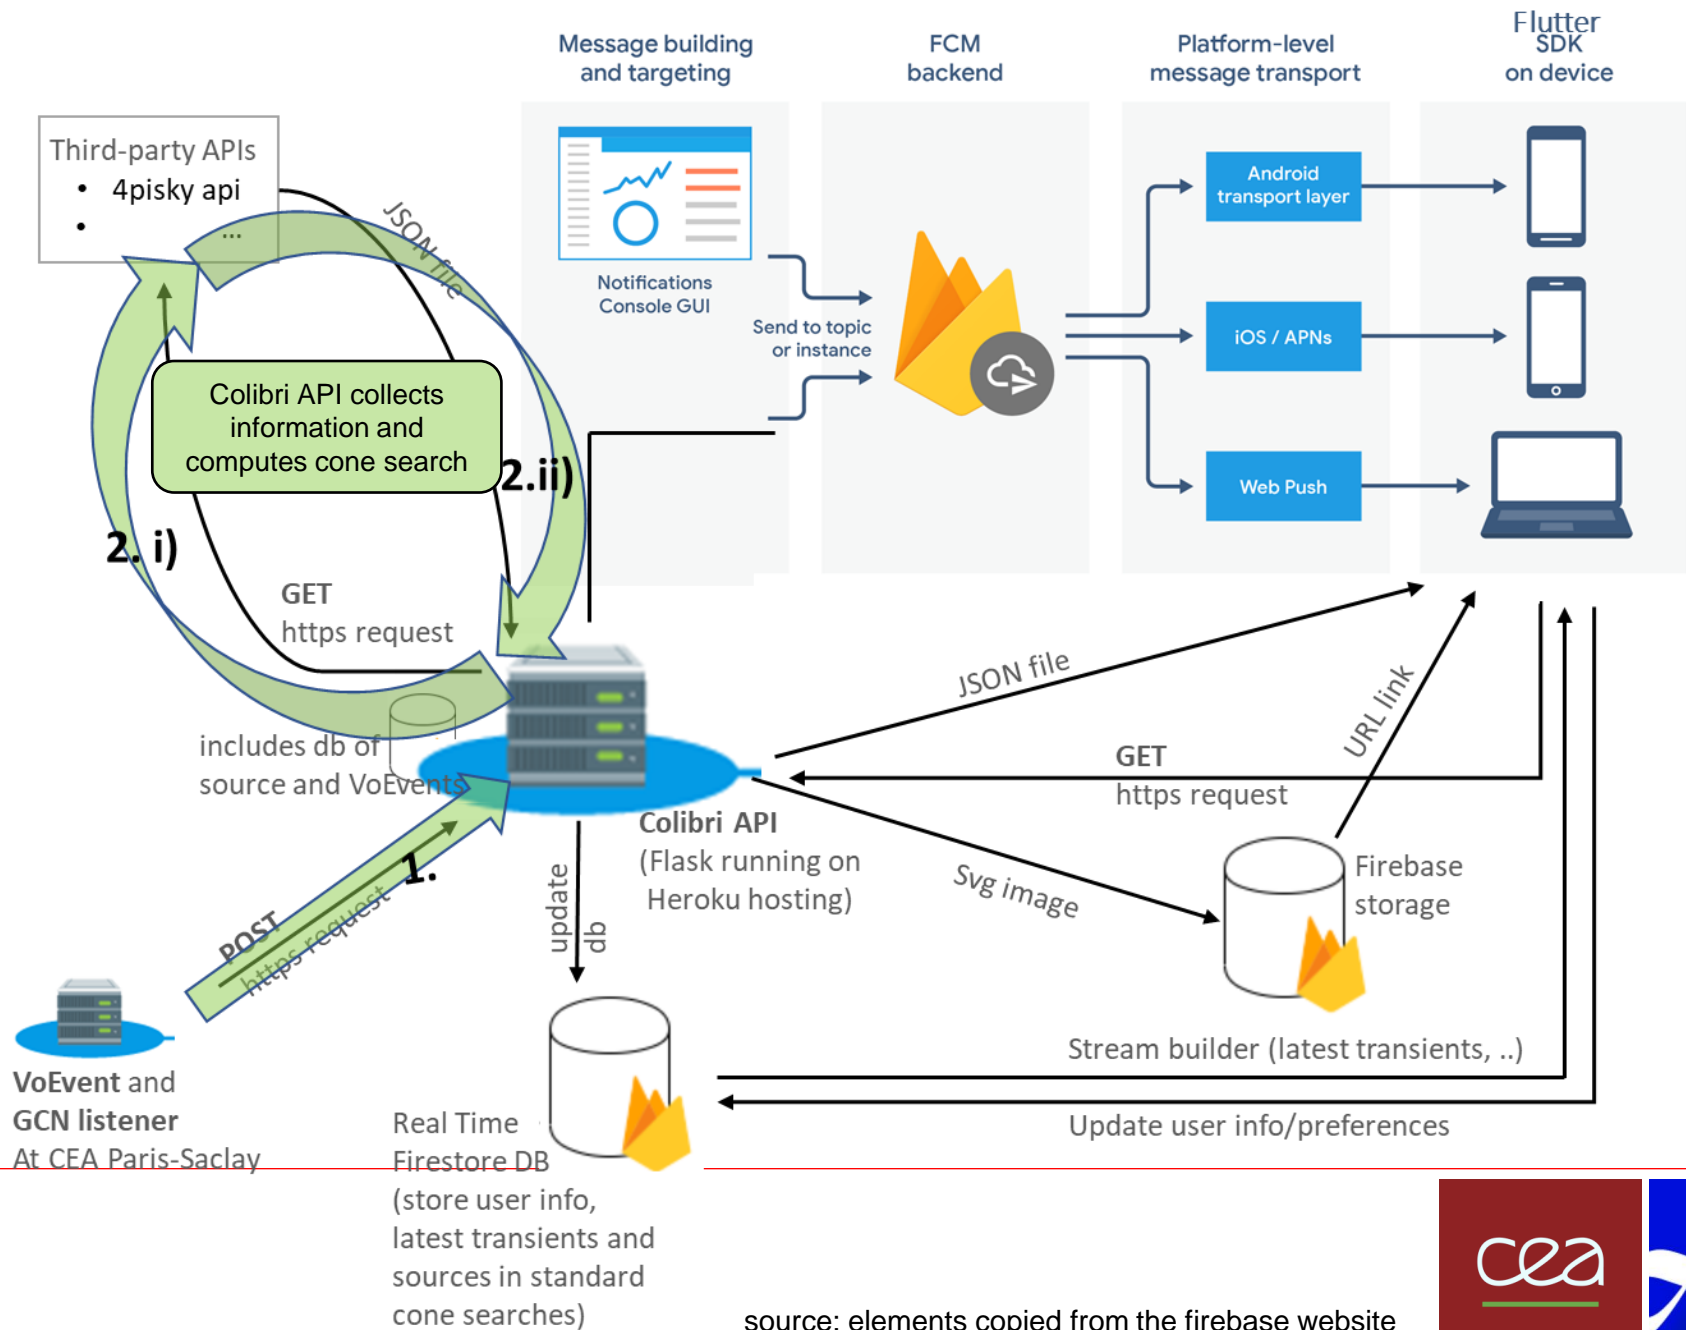 Message building
and targeting
FCM
backend
Platform-level
message transport
Flutter
SDK
on device
Third-party APIs
• 4pisky api
• ...
JSON file
Notifications
Console GUI
Send to topic
or instance
Android
transport layer
iOS / APNs
Web Push
Colibri API collects
information and
computes cone search
2.ii)
2. i)
GET
https request
includes db of
source and VoEvents
JSON file
URL link
GET
https request
Colibri API
(Flask running on
Heroku hosting)
1.
POST
https request
update
db
Svg image
Firebase
storage
VoEvent and
GCN listener
At CEA Paris-Saclay
Stream builder (latest transients, ..)
Update user info/preferences
Real Time
Firestore DB
(store user info,
latest transients and
sources in standard
cone searches)
source: elements copied from the firebase website
cea